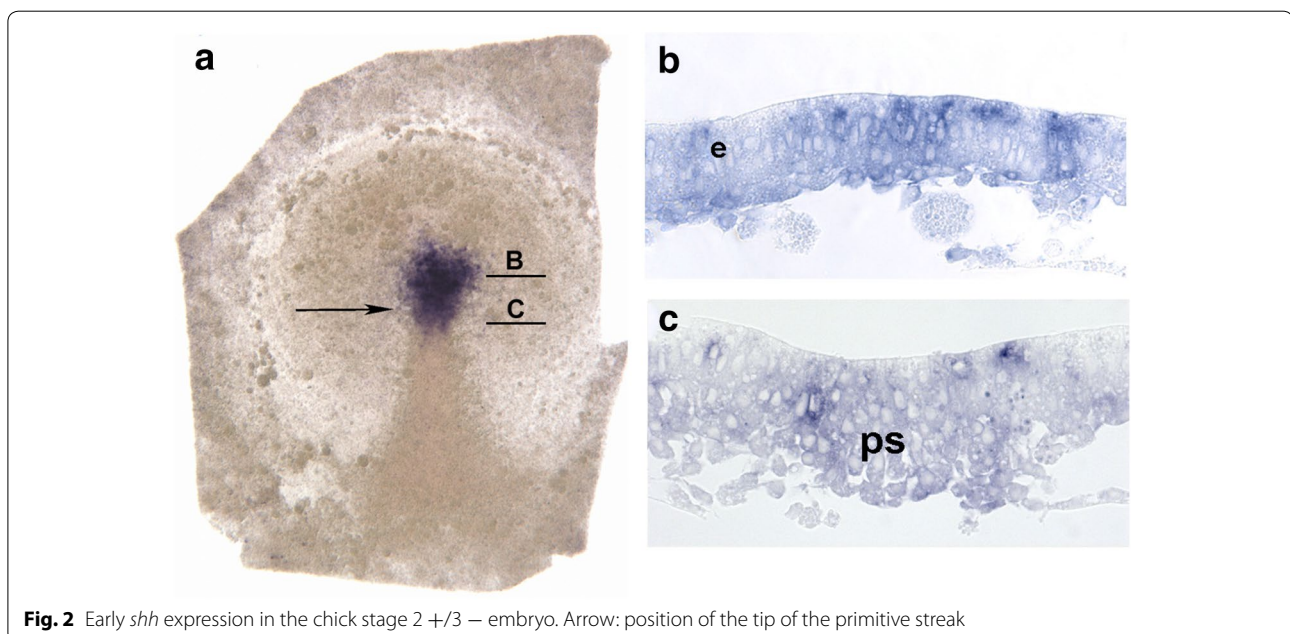 a
b
e
B
C
c
ps
Fig. 2 Early shh expression in the chick stage 2 +/3 − embryo. Arrow: position of the tip of the primitive streak